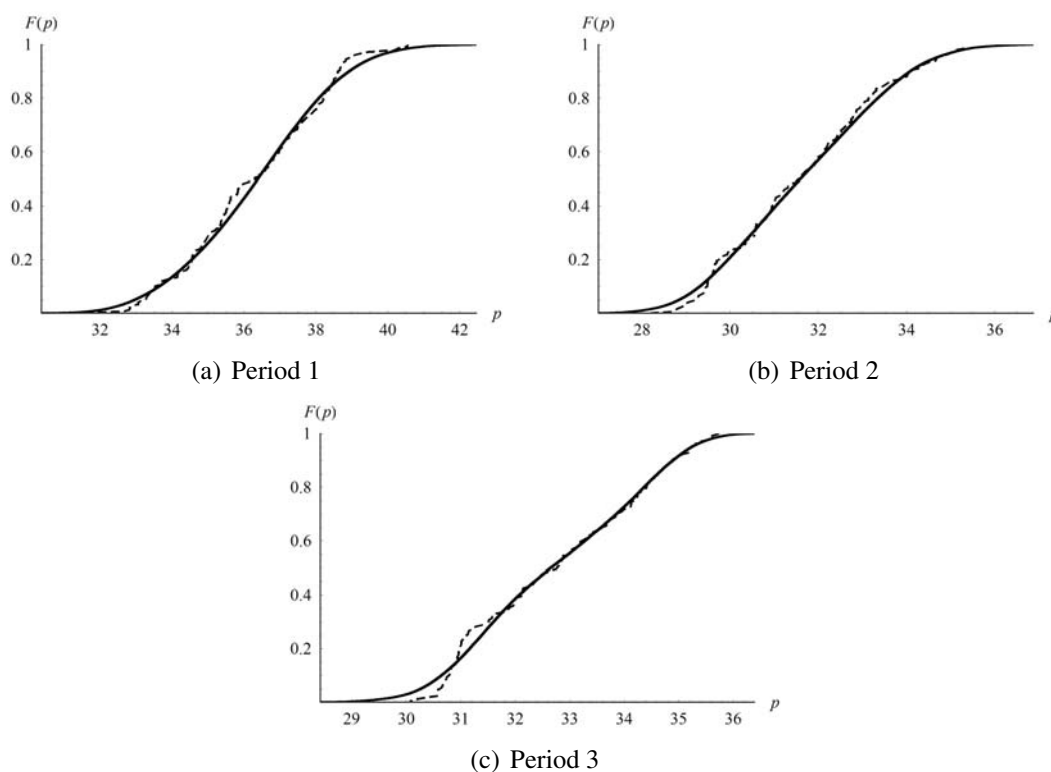 F(p)
1
0.8
0.6
0.4
0.2
32 34 36 38 40 42 p
(a) Period 1
F(p)
1
0.8
0.6
0.4
0.2
28 30 32 34 36 p
(b) Period 2
F(p)
1
0.8
0.6
0.4
0.2
29 30 31 32 33 34 35 36 p
(c) Period 3